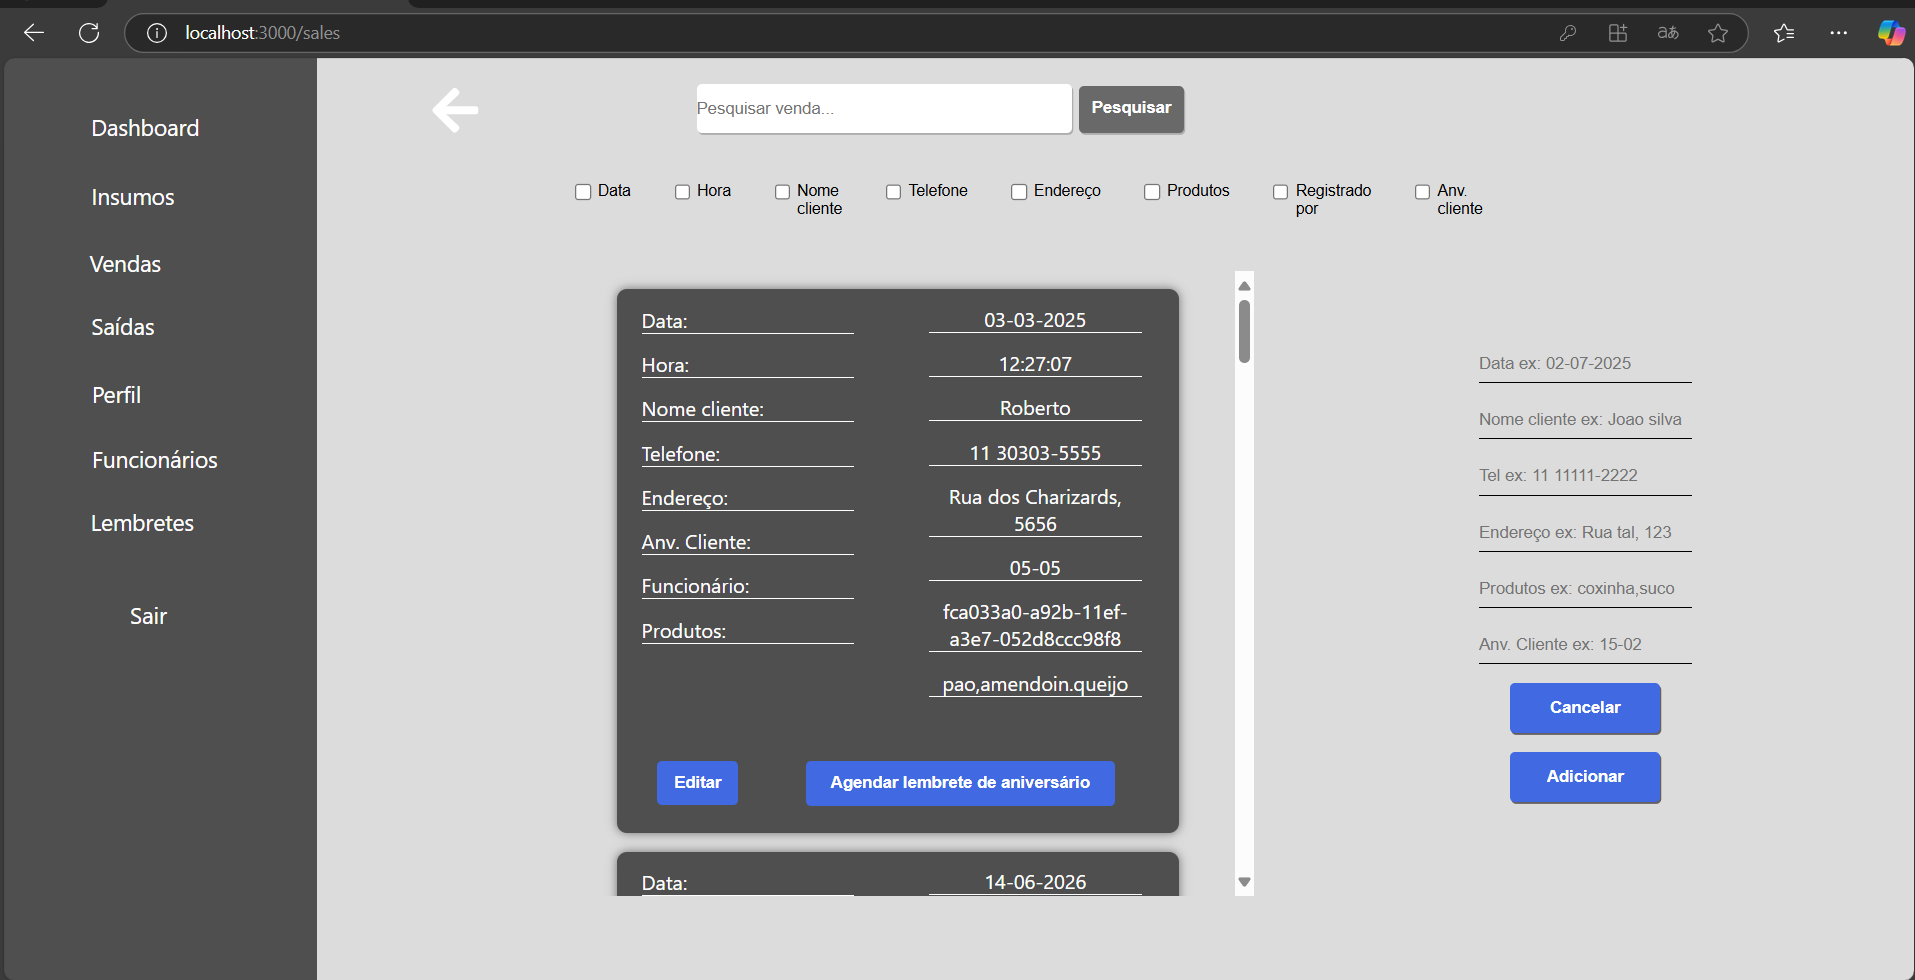 localhost:3000/sales
Dashboard
Insumos
Vendas
Saídas
Perfil
Funcionários
Lembretes
Sair
Pesquisar venda...
Pesquisar
Data
Hora
Nome
cliente
Telefone
Endereço
Produtos
Registrado
por
Anv.
cliente
Data:
03-03-2025
Hora:
12:27:07
Nome cliente:
Roberto
Telefone:
11 30303-5555
Endereço:
Rua dos Charizards,
5656
Anv. Cliente:
05-05
Funcionário:
fca033a0-a92b-11ef-
a3e7-052d8ccc98f8
Produtos:
pao,amendoin.queijo
Editar
Agendar lembrete de aniversário
Data:
14-06-2026
Data ex: 02-07-2025
Nome cliente ex: Joao silva
Tel ex: 11 11111-2222
Endereço ex: Rua tal, 123
Produtos ex: coxinha,suco
Anv. Cliente ex: 15-02
Cancelar
Adicionar